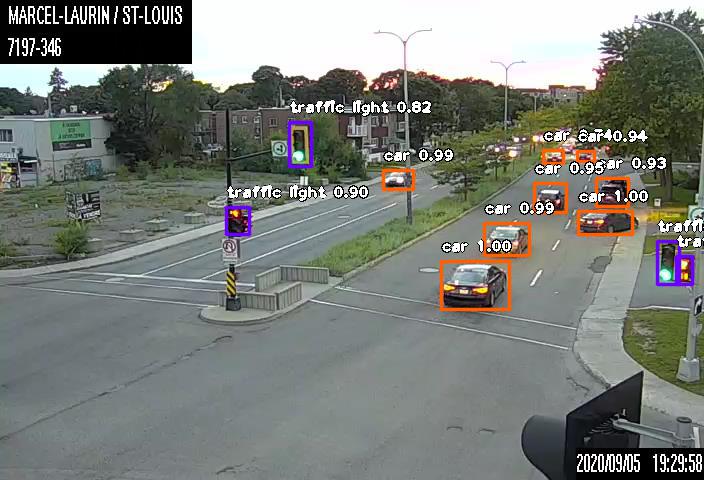 MARCEL-LAURIN / ST-LOUIS
7197-346
traffic light 0.82
car 0.94
car 0.99
car 0.95
car 0.93
traffic light 0.90
car 1.00
car 0.99
car 1.00
2020/09/05 19:29:58